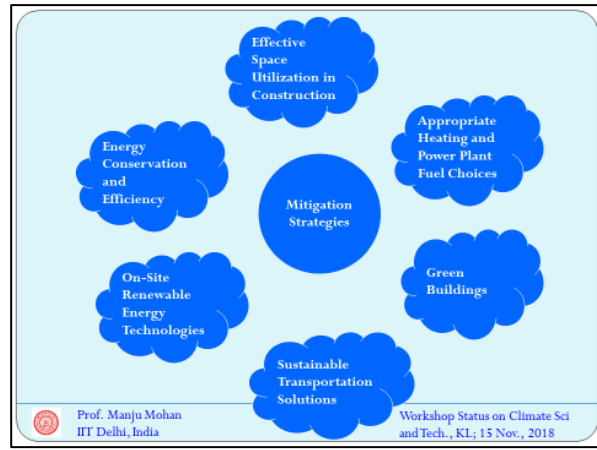 Effective
Space
Utilization in
Construction
Appropriate
Heating and
Power Plant
Fuel Choices
Energy
Conservation
and
Efficiency
Mitigation
Strategies
Green
Buildings
On-Site
Renewable
Energy
Technologies
Sustainable
Transportation
Solutions
Prof. Manju Mohan
IIT Delhi, India
Workshop Status on Climate Sci
and Tech., KL; 15 Nov., 2018